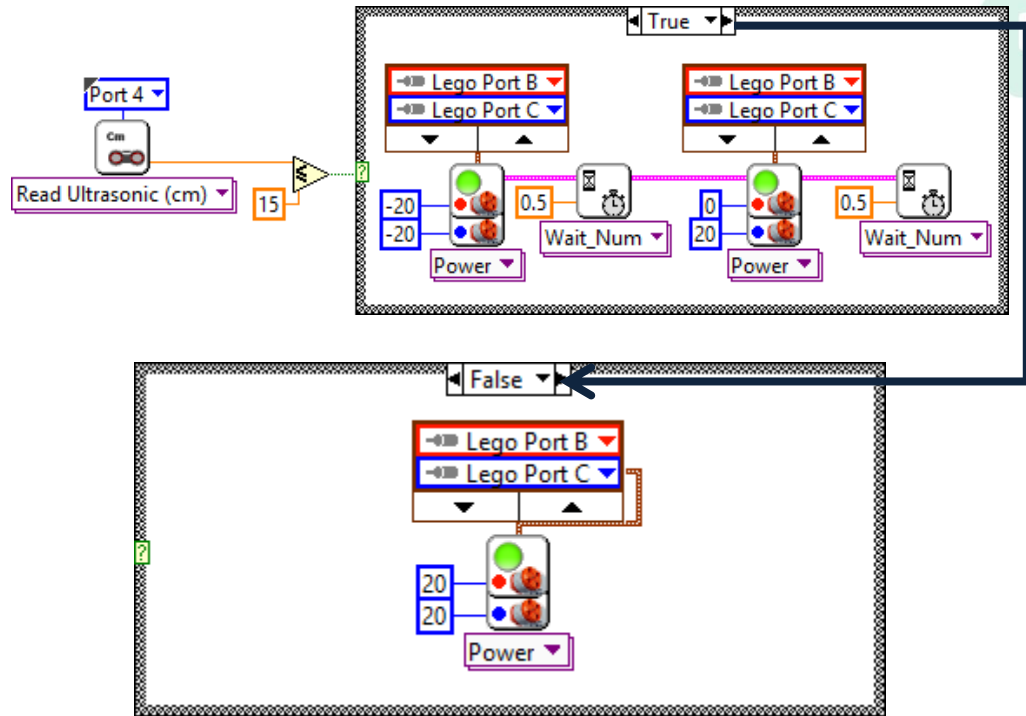 True
Lego Port B
Lego Port B
Port 4
Lego Port C
Lego Port C
Cm
Read Ultrasonic (cm)
15
≤
?
-20
0.5
0
0.5
-20
Wait_Num
20
Wait_Num
Power
Power
False
Lego Port B
Lego Port C
?
20
20
Power